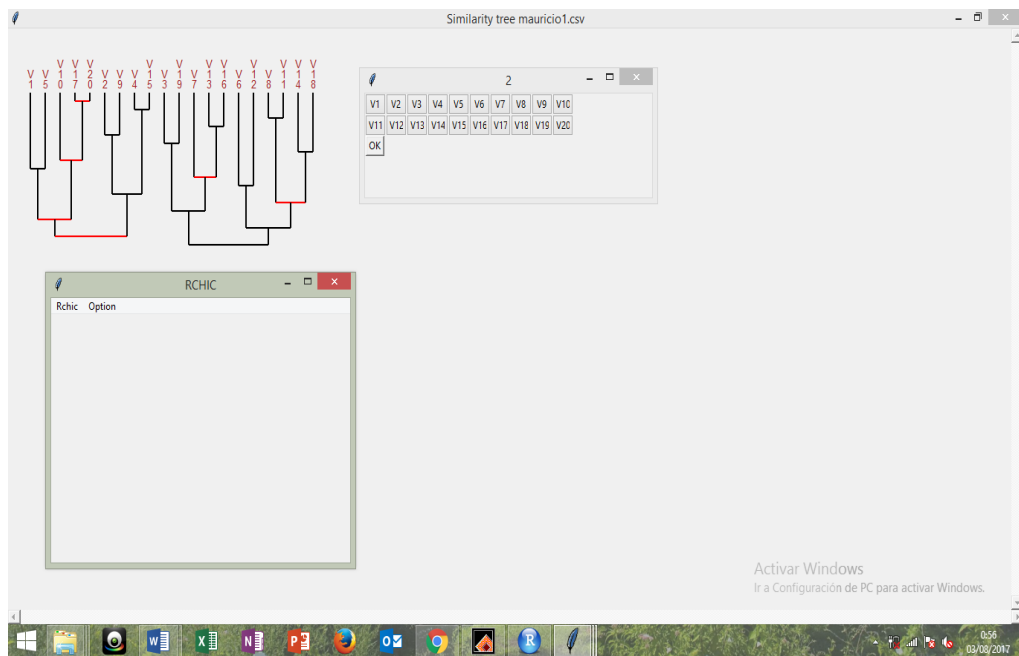 Similarity tree mauricio1.csv
V1 V5 V10 V17 V20 V2 V9 V4 V15 V3 V19 V7 V13 V16 V6 V12 V8 V11 V14 V18
2
V1 V2 V3 V4 V5 V6 V7 V8 V9 V10
V11 V12 V13 V14 V15 V16 V17 V18 V19 V20
OK
RCHIC
Rchic Option
Activar Windows
Ir a Configuración de PC para activar Windows.
0:56
03/08/2017